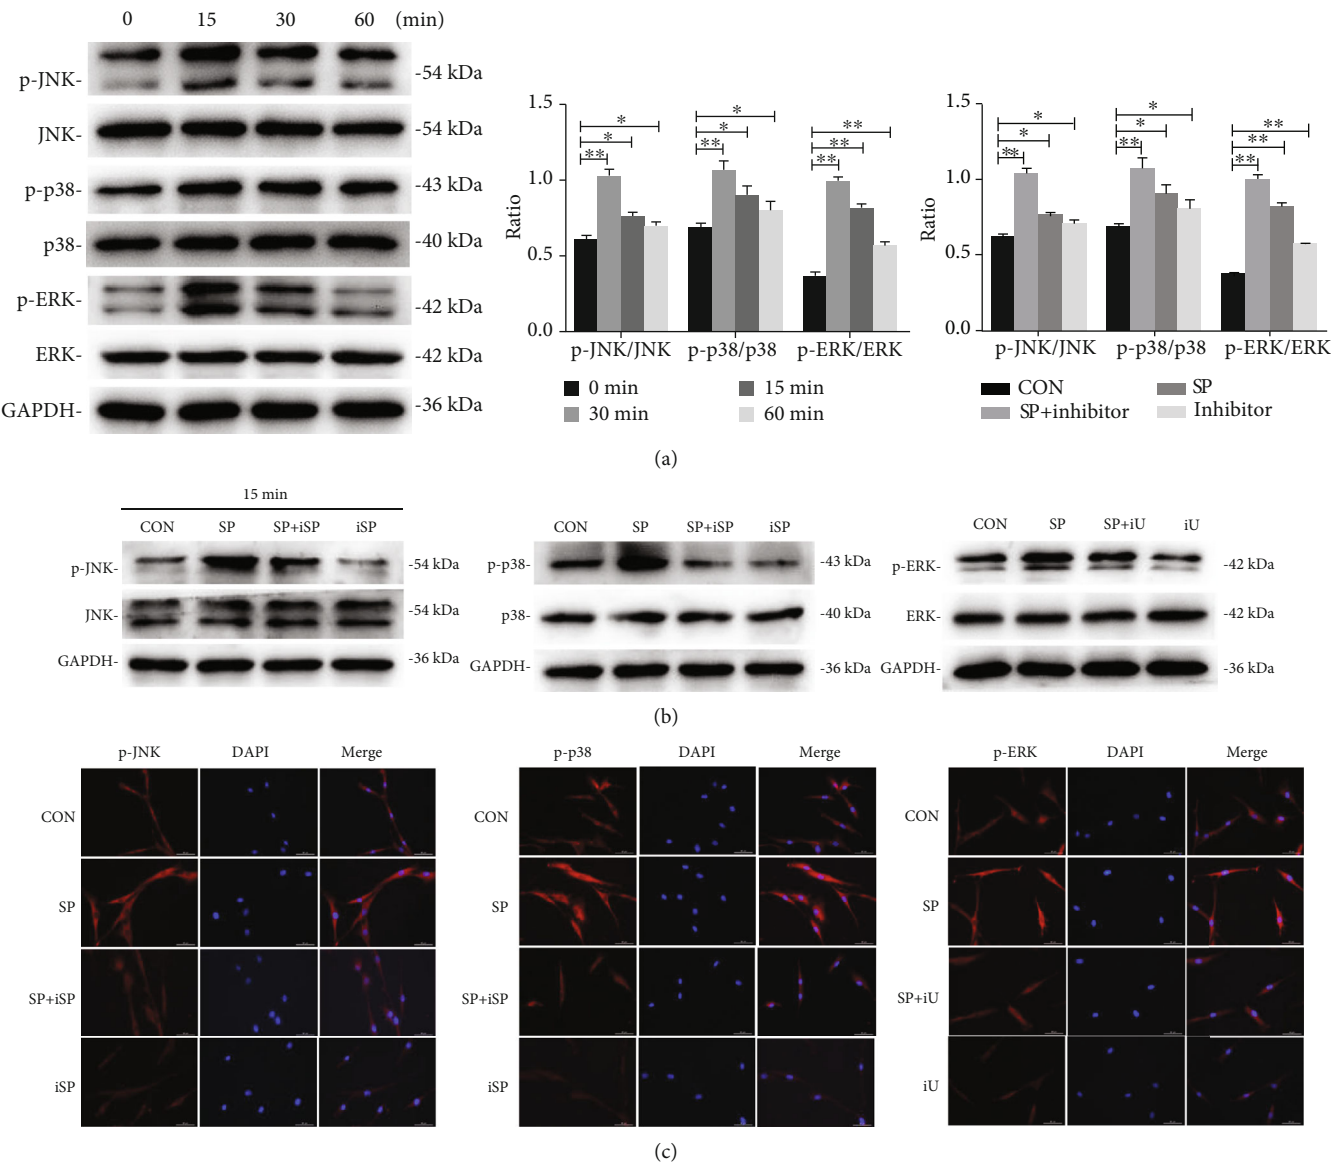 0 15 30 60 (min)
p-JNK- -54 kDa
JNK- -54 kDa
p-p38- -43 kDa
p38- -40 kDa
p-ERK- -42 kDa
ERK- -42 kDa
GAPDH- -36 kDa
1.5
1.0
0.5
0.0
Ratio
* * **
* * **
** ** **
p-JNK/JNK p-p38/p38 p-ERK/ERK
0 min 15 min
30 min 60 min
1.5
1.0
0.5
0.0
Ratio
* * **
* * **
** ** **
p-JNK/JNK p-p38/p38 p-ERK/ERK
CON SP
SP+inhibitor Inhibitor
(a)
15 min
CON SP SP+iSP iSP
p-JNK- -54 kDa
JNK- -54 kDa
GAPDH- -36 kDa
CON SP SP+iSP iSP
p-p38- -43 kDa
p38- -40 kDa
GAPDH- -36 kDa
CON SP SP+iU iU
p-ERK- -42 kDa
ERK- -42 kDa
GAPDH- -36 kDa
(b)
p-JNK DAPI Merge
CON
SP
SP+iSP
iSP
p-p38 DAPI Merge
CON
SP
SP+iSP
iSP
p-ERK DAPI Merge
CON
SP
SP+iU
iU
(c)